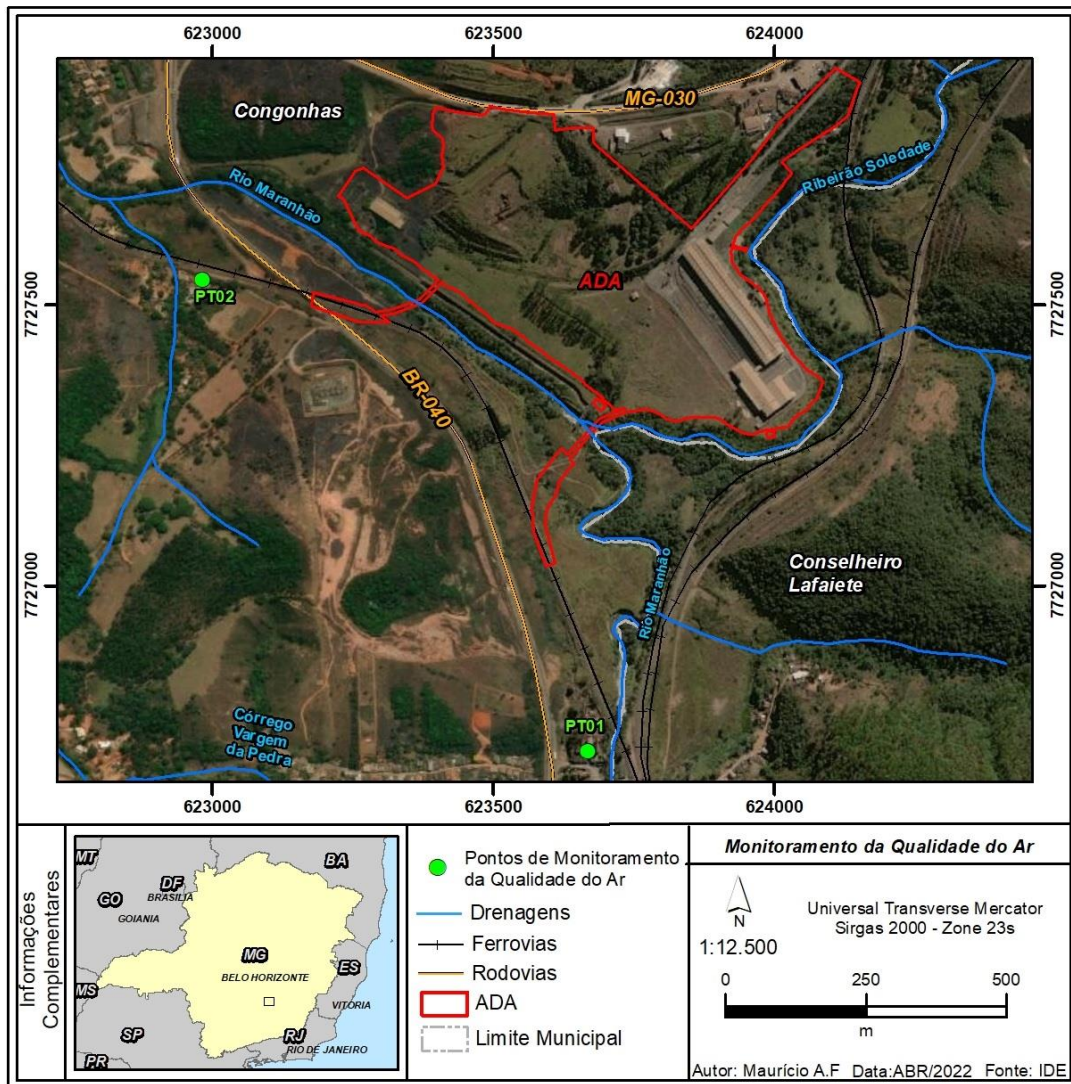 623000
623500
624000
7727500
7727000
7727500
7727000
Congonhas
MG-030
Rio Maranhão
Ribeirão Soledade
ADA
PT02
BR-040
Conselheiro
Lafaiete
Rio Maranhão
PT01
Córrego
Vargem
da Pedra
623000
623500
624000
Informações
Complementares
MT
BA
DF
BRASILIA
GO
GOIANIA
MG
BELO HORIZONTE
ES
MS
VITÓRIA
SP
RJ
RIO DE JANEIRO
PR
Pontos de Monitoramento
da Qualidade do Ar
Drenagens
Ferrovias
Rodovias
ADA
Limite Municipal
Monitoramento da Qualidade do Ar
N
1:12.500
Universal Transverse Mercator
Sirgas 2000 - Zone 23s
0 250 500
m
Autor: Maurício A.F Data:ABR/2022 Fonte: IDE